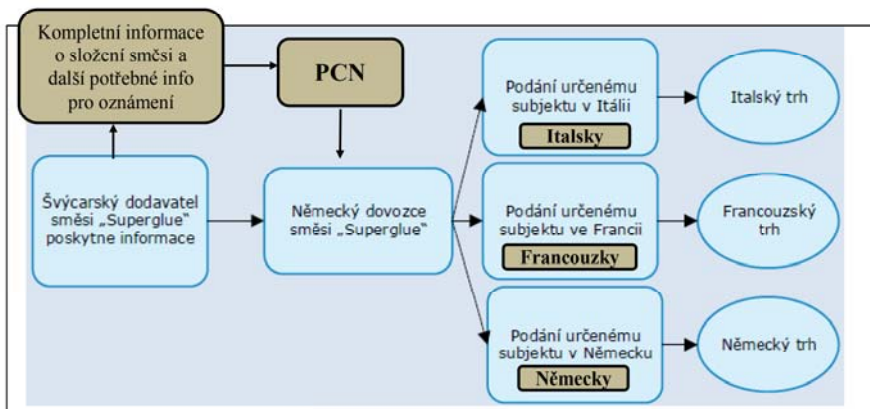 Kompletní informace
o složcní směsi a
další potřebné info
pro oznámení
PCN
Podání určenému
subjektu v Itálii
Italsky
Italský trh
Švýcarský dodavatel
směsi „Superglue“
poskytne informace
Německý dovozce
směsi „Superglue“
Podání určenému
subjektu ve Francii
Francouzky
Francouzský
trh
Podání určenému
subjektu v Německu
Německy
Německý trh